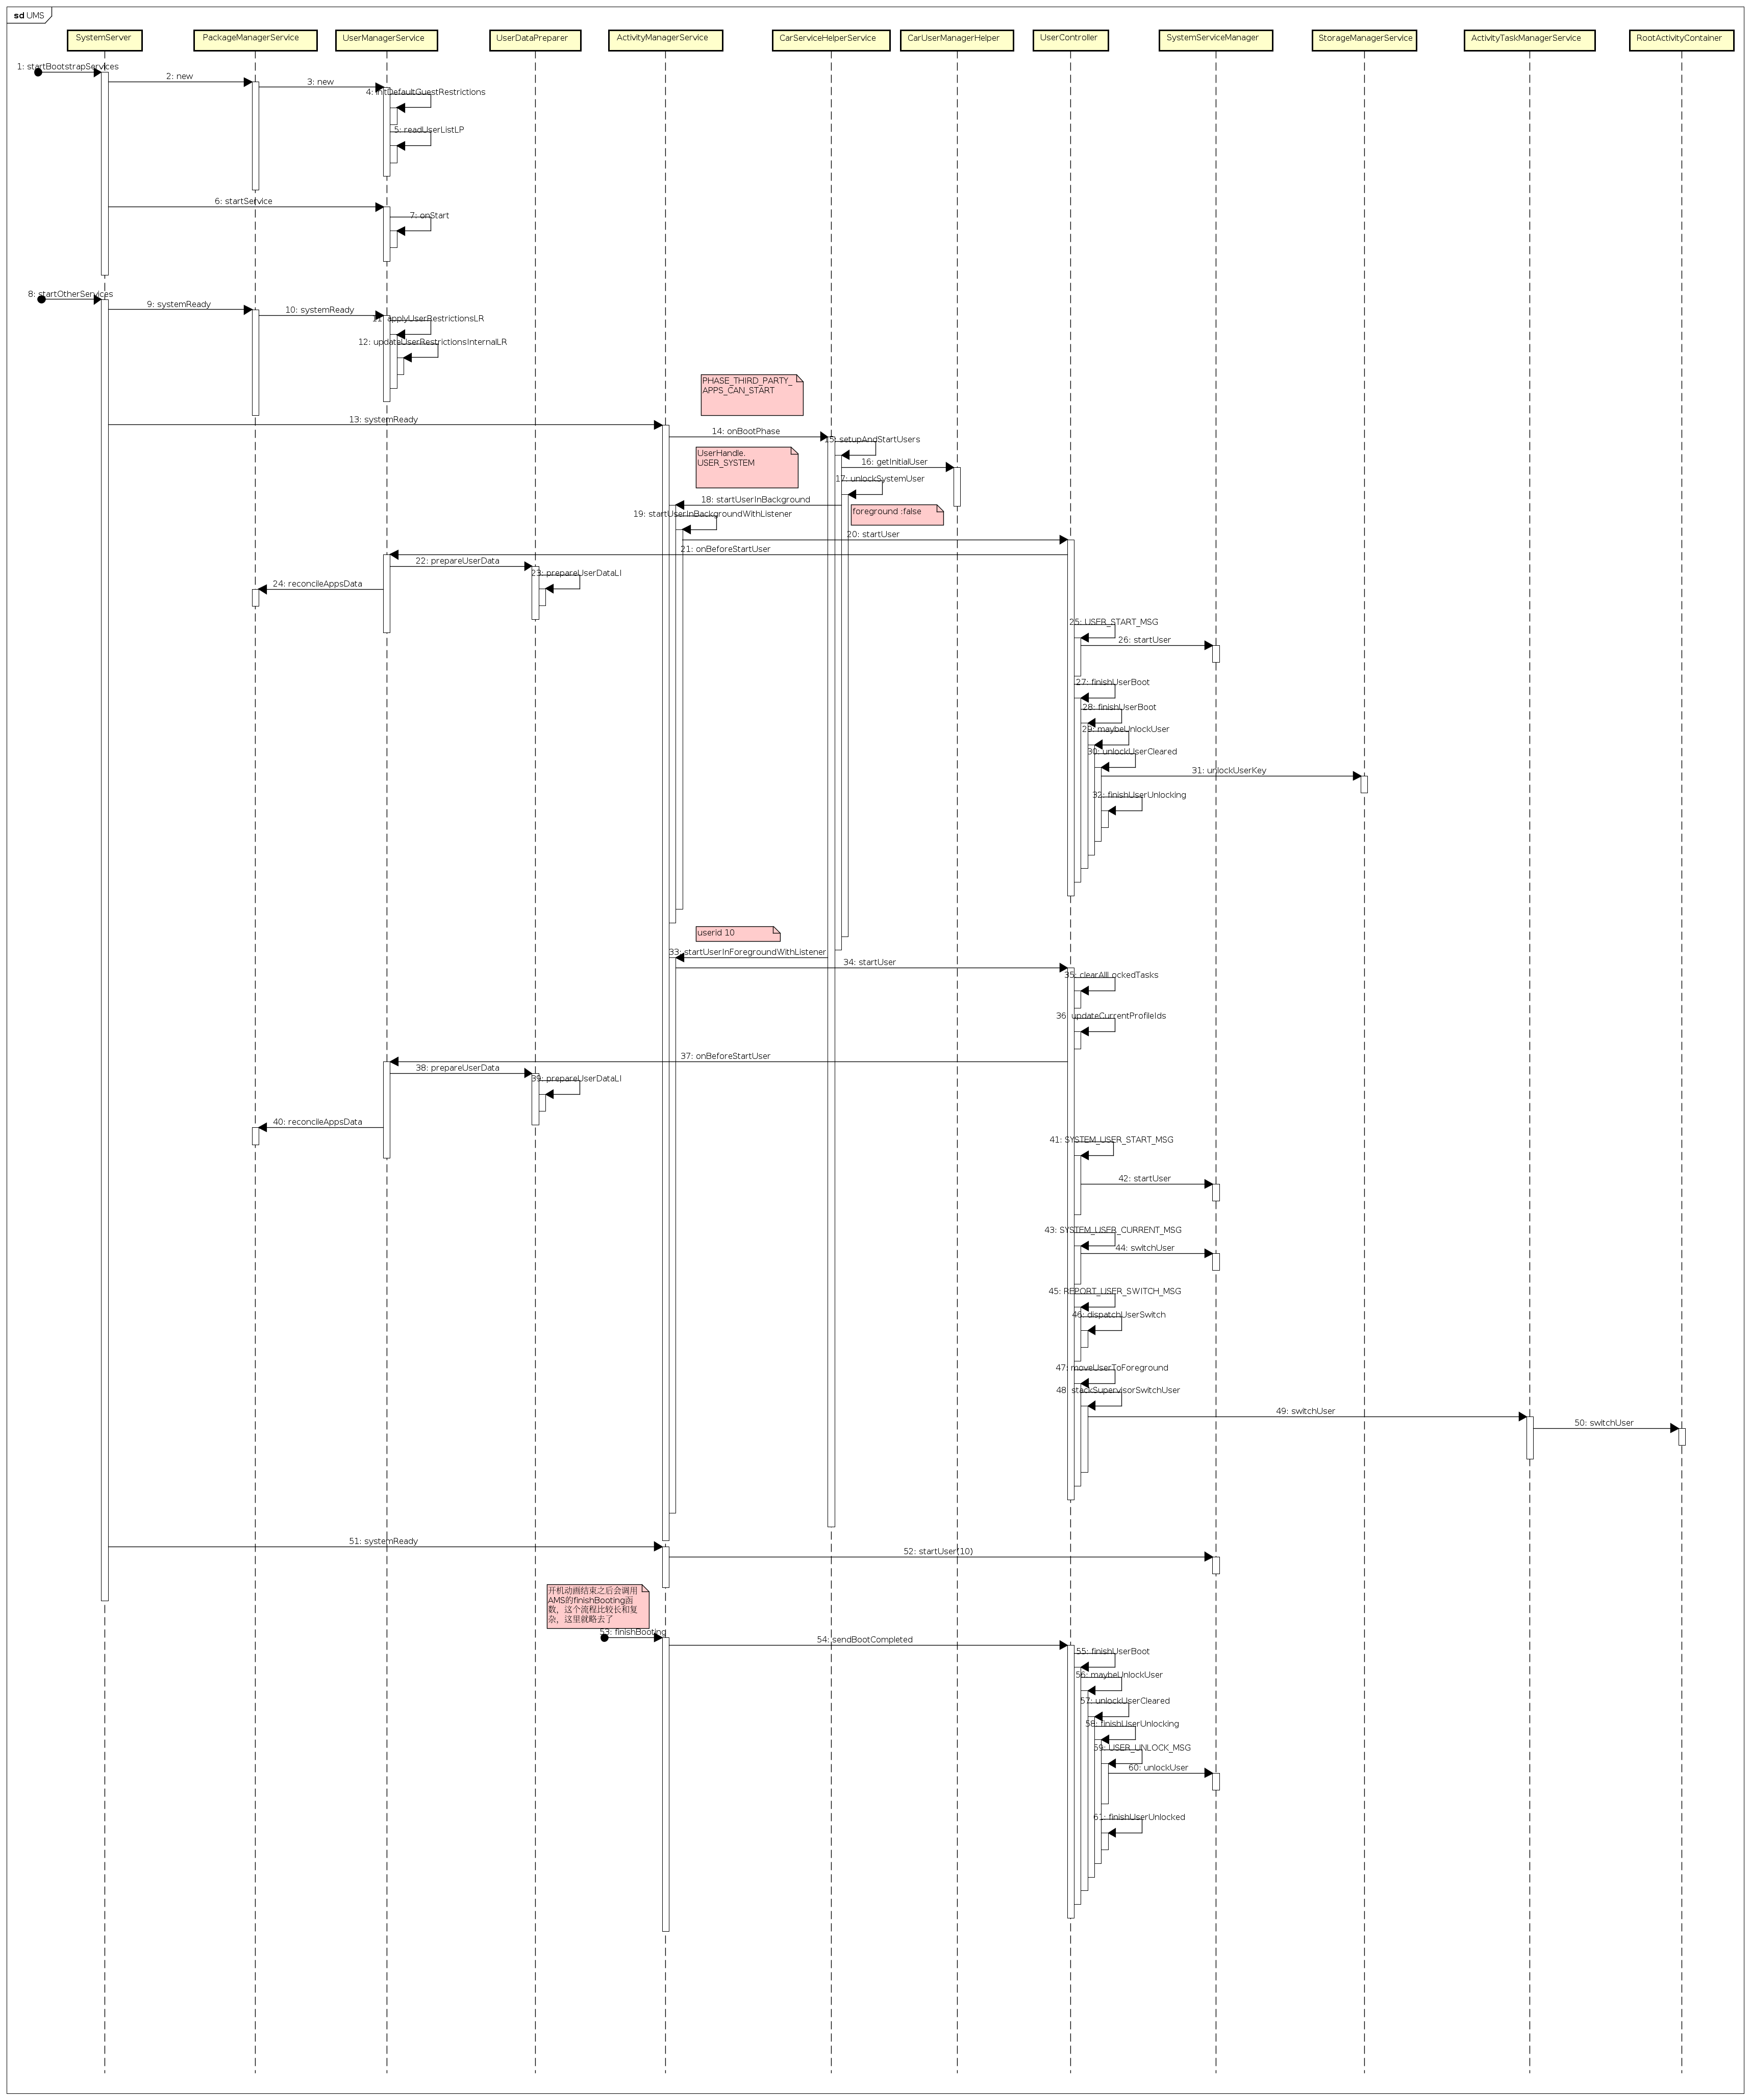 sd UMS
SystemServer
PackageManagerService
UserManagerService
UserDataPreparer
ActivityManagerService
CarServiceHelperService
CarUserManagerHelper
UserController
SystemServiceManager
StorageManagerService
ActivityTaskManagerService
RootActivityContainer
1: startBootstrapServices
2: new
3: new
4: initDefaultGuestRestrictions
5: readUserListLP
6: startService
7: onStart
8: startOtherServices
9: systemReady
10: systemReady
11: applyUserRestrictionsLR
12: updateUserRestrictionsInternalLR
PHASE_THIRD_PARTY_
APPS_CAN_START
13: systemReady
14: onBootPhase
15: setupAndStartUsers
UserHandle.
USER_SYSTEM
16: getInitialUser
17: unlockSystemUser
18: startUserInBackground
foreground :false
19: startUserInBackgroundWithListener
20: startUser
21: onBeforeStartUser
22: prepareUserData
23: prepareUserDataLI
24: reconcileAppsData
25: USER_START_MSG
26: startUser
27: finishUserBoot
28: finishUserBoot
29: maybeUnlockUser
30: unlockUserCleared
31: unlockUserKey
32: finishUserUnlocking
userid 10
33: startUserInForegroundWithListener
34: startUser
35: clearAllLockedTasks
36: updateCurrentProfileIds
37: onBeforeStartUser
38: prepareUserData
39: prepareUserDataLI
40: reconcileAppsData
41: SYSTEM_USER_START_MSG
42: startUser
43: SYSTEM_USER_CURRENT_MSG
44: switchUser
45: REPORT_USER_SWITCH_MSG
46: dispatchUserSwitch
47: moveUserToForeground
48: stackSupervisorSwitchUser
49: switchUser
50: switchUser
51: systemReady
52: startUser(10)
开机动画结束之后会调用
AMS的finishBooting函
数，这个流程比较长和复
杂，这里就略去了
53: finishBooting
54: sendBootCompleted
55: finishUserBoot
56: maybeUnlockUser
57: unlockUserCleared
58: finishUserUnlocking
59: USER_UNLOCK_MSG
60: unlockUser
61: finishUserUnlocked